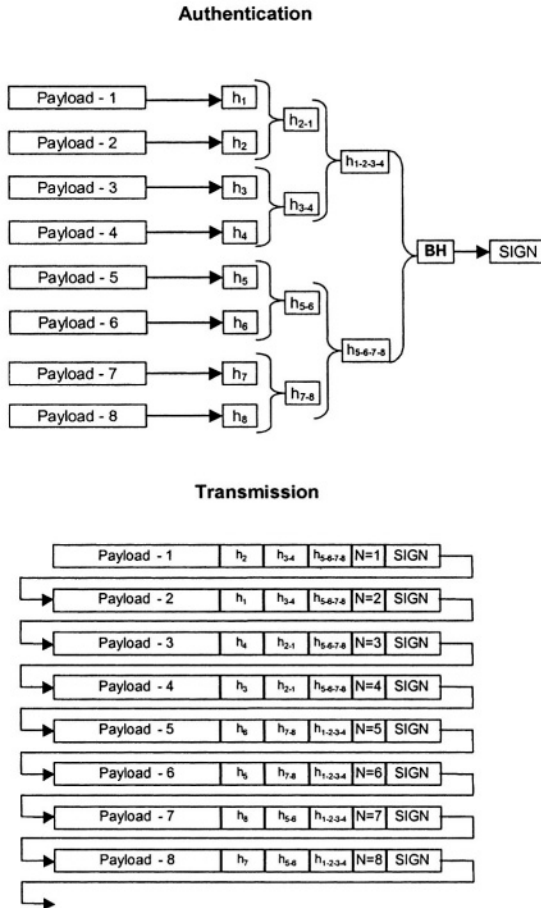 Authentication
Payload - 1 h1
h2-1
Payload - 2 h2
h1-2-3-4
Payload - 3 h3
h3-4
Payload - 4 h4
BH SIGN
Payload - 5 h5
h5-6
Payload - 6 h6
h5-6-7-8
Payload - 7 h7
h7-8
Payload - 8 h8
Transmission
Payload - 1 h2 h3-4 h5-6-7-8 N=1 SIGN
Payload - 2 h1 h3-4 h5-6-7-8 N=2 SIGN
Payload - 3 h4 h2-1 h5-6-7-8 N=3 SIGN
Payload - 4 h3 h2-1 h5-6-7-8 N=4 SIGN
Payload - 5 h6 h7-8 h1-2-3-4 N=5 SIGN
Payload - 6 h5 h7-8 h1-2-3-4 N=6 SIGN
Payload - 7 h8 h5-6 h1-2-3-4 N=7 SIGN
Payload - 8 h7 h5-6 h1-2-3-4 N=8 SIGN